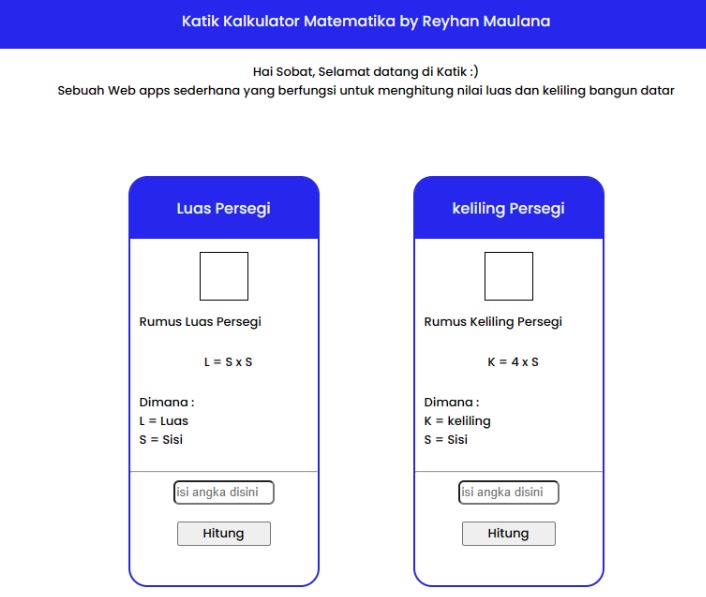 Katik Kalkulator Matematika by Reyhan Maulana
Hai Sobat, Selamat datang di Katik :)
Sebuah Web apps sederhana yang berfungsi untuk menghitung nilai luas dan keliling bangun datar
Luas Persegi
Rumus Luas Persegi
L = S x S
Dimana :
L = Luas
S = Sisi
isi angka disini
Hitung
keliling Persegi
Rumus Keliling Persegi
K = 4 x S
Dimana :
K = keliling
S = Sisi
isi angka disini
Hitung